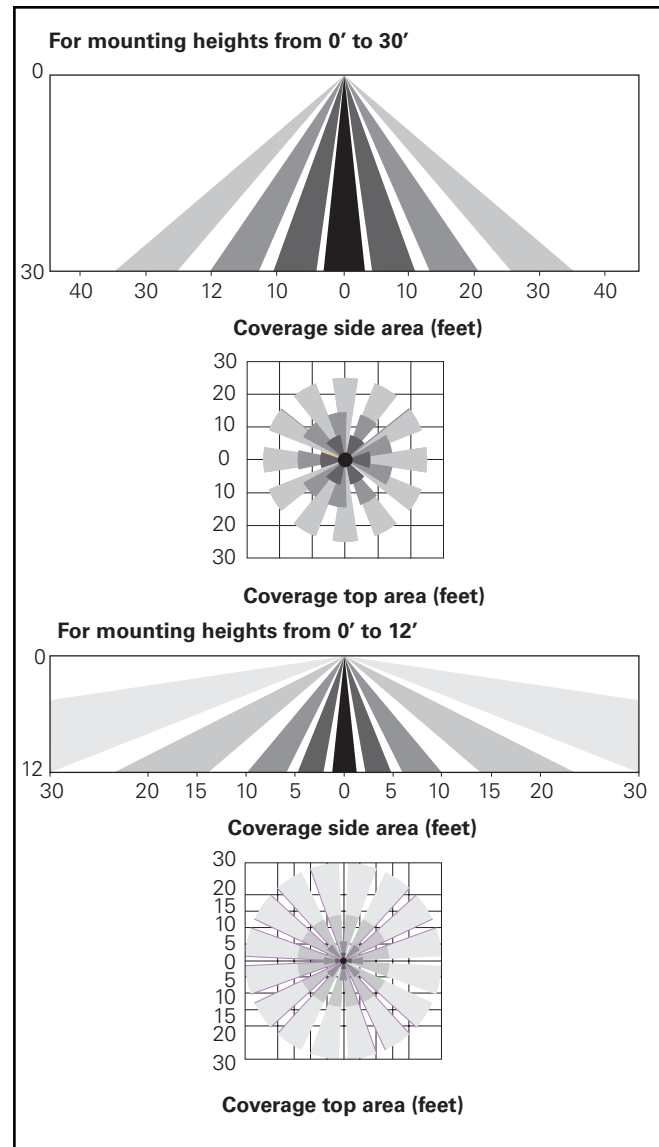 For mounting heights from 0’ to 30’
0
30
40 30 12 10 0 10 20 30 40
Coverage side area (feet)
30
20
10
0
10
20
30
Coverage top area (feet)
For mounting heights from 0’ to 12’
0
12
30 20 15 10 5 0 5 10 15 20 30
Coverage side area (feet)
30
20
15
10
5
0
5
10
15
20
30
Coverage top area (feet)